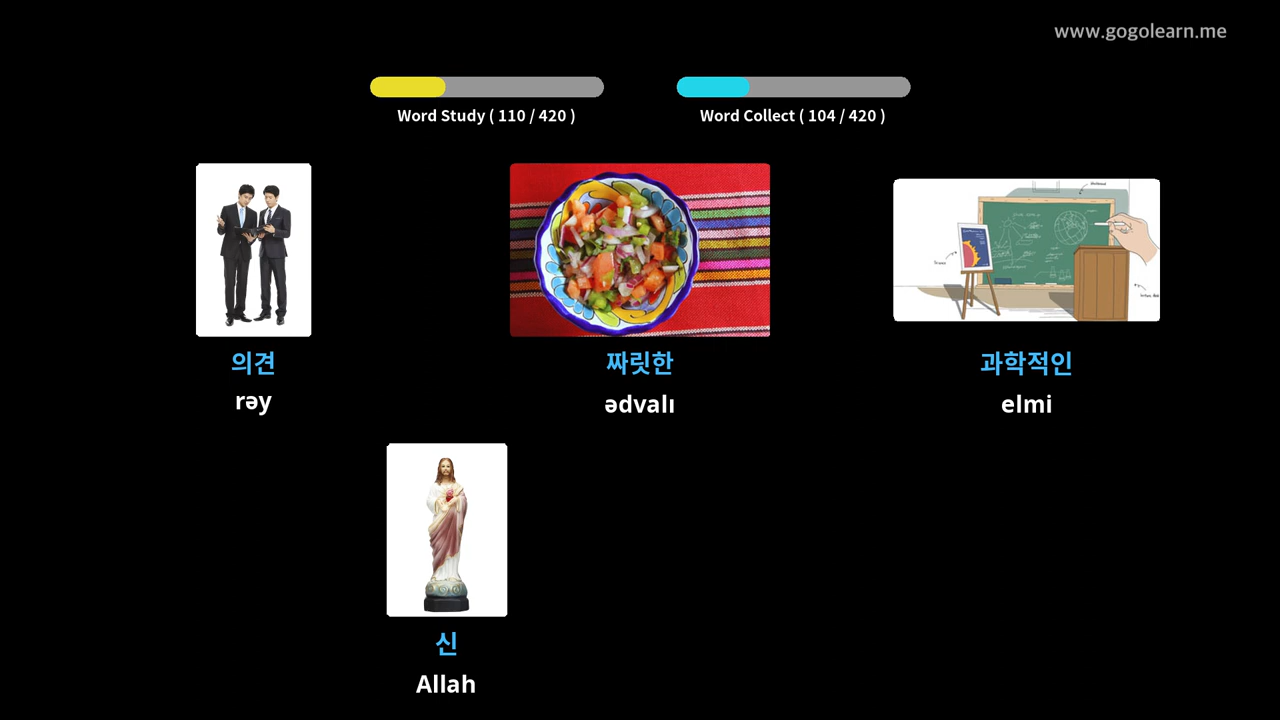 www.gogolearn.me
Word Study ( 110 / 420 )
Word Collect ( 104 / 420 )
의견
rəy
짜릿한
ədvalı
과학적인
elmi
신
Allah